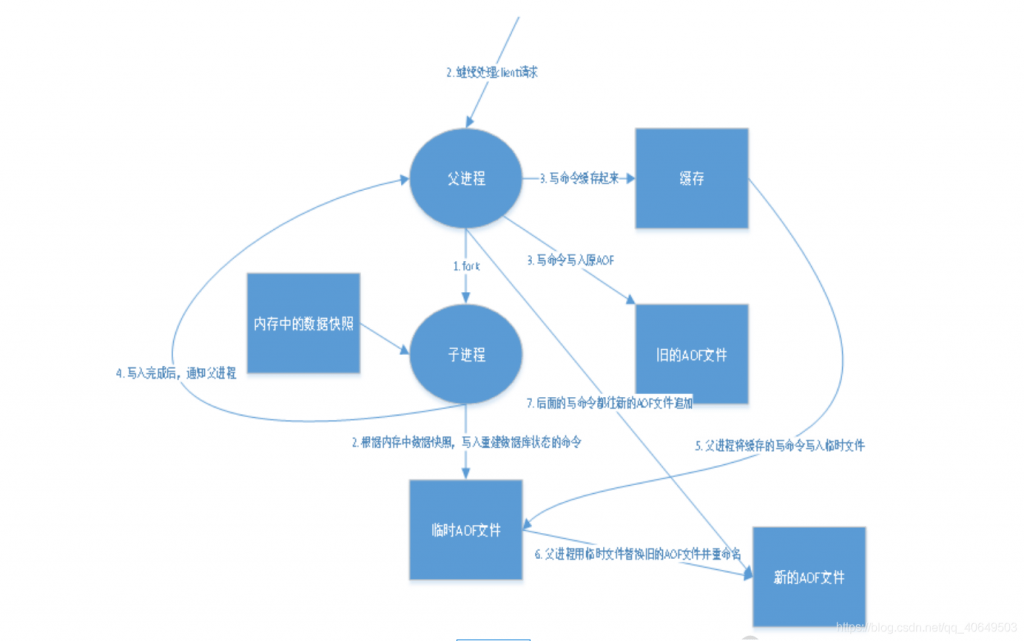 2.继续处理client请求
父进程
3.写命令缓存起来
缓存
1.fork
3.写命令写入原AOF
内存中的数据快照
子进程
旧的AOF文件
4.写入完成后，通知父进程
7.后面的写命令都往新的AOF文件追加
2.根据内存中数据快照，写入重建数据库状态的命令
5.父进程将缓存的写命令写入临时文件
临时AOF文件
6.父进程用临时文件替换旧的AOF文件并重命名
新的AOF文件
https://blog.csdn.net/qq_40649503